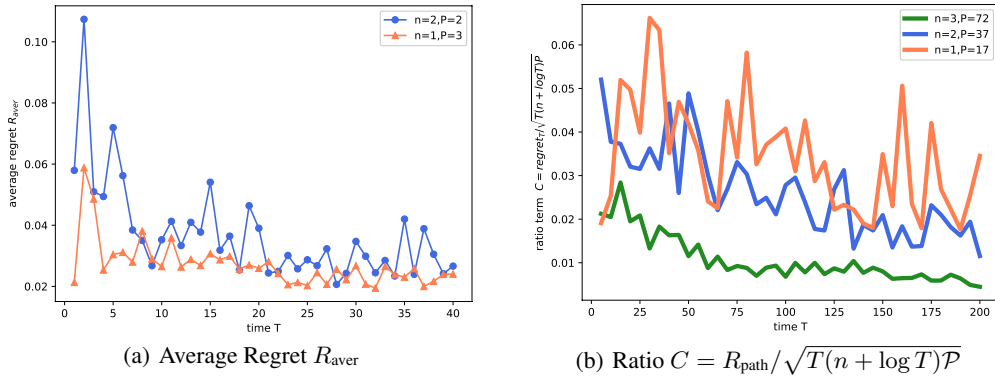 n=2,P=2
n=1,P=3
average regret R_aver
0.10
0.08
0.06
0.04
0.02
0 5 10 15 20 25 30 35 40
time T
(a) Average Regret R_aver
n=3,P=72
n=2,P=37
n=1,P=17
ratio term C = regret_T/√T(n + logT)P
0.06
0.05
0.04
0.03
0.02
0.01
0 25 50 75 100 125 150 175 200
time T
(b) Ratio C = R_path/√T(n + log T)𝒫